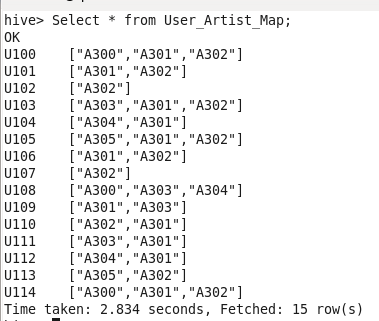 hive> Select * from User_Artist_Map;
OK
U100 ["A300","A301","A302"]
U101 ["A301","A302"]
U102 ["A302"]
U103 ["A303","A301","A302"]
U104 ["A304","A301"]
U105 ["A305","A301","A302"]
U106 ["A301","A302"]
U107 ["A302"]
U108 ["A300","A303","A304"]
U109 ["A301","A303"]
U110 ["A302","A301"]
U111 ["A303","A301"]
U112 ["A304","A301"]
U113 ["A305","A302"]
U114 ["A300","A301","A302"]
Time taken: 2.834 seconds, Fetched: 15 row(s)